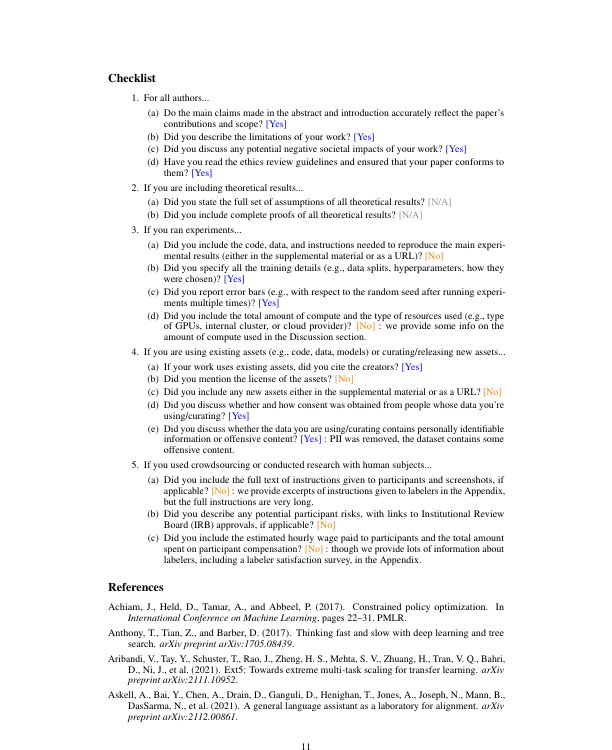 Checklist
1. For all authors...
(a) Do the main claims made in the abstract and introduction accurately reflect the paper's
contributions and scope? [Yes]
(b) Did you describe the limitations of your work? [Yes]
(c) Did you discuss any potential negative societal impacts of your work? [Yes]
(d) Have you read the ethics review guidelines and ensured that your paper conforms to
them? [Yes]
2. If you are including theoretical results...
(a) Did you state the full set of assumptions of all theoretical results? [N/A]
(b) Did you include complete proofs of all theoretical results? [N/A]
3. If you ran experiments...
(a) Did you include the code, data, and instructions needed to reproduce the main experi-
mental results (either in the supplemental material or as a URL)? [No]
(b) Did you specify all the training details (e.g., data splits, hyperparameters, how they
were chosen)? [Yes]
(c) Did you report error bars (e.g., with respect to the random seed after running experi-
ments multiple times)? [Yes]
(d) Did you include the total amount of compute and the type of resources used (e.g., type
of GPUs, internal cluster, or cloud provider)? [No] : we provide some info on the
amount of compute used in the Discussion section.
4. If you are using existing assets (e.g., code, data, models) or curating/releasing new assets...
(a) If your work uses existing assets, did you cite the creators? [Yes]
(b) Did you mention the license of the assets? [No]
(c) Did you include any new assets either in the supplemental material or as a URL? [No]
(d) Did you discuss whether and how consent was obtained from people whose data you're
using/curating? [Yes]
(e) Did you discuss whether the data you are using/curating contains personally identifiable
information or offensive content? [Yes] : PII was removed, the dataset contains some
offensive content.
5. If you used crowdsourcing or conducted research with human subjects...
(a) Did you include the full text of instructions given to participants and screenshots, if
applicable? [No] : we provide excerpts of instructions given to labelers in the Appendix,
but the full instructions are very long.
(b) Did you describe any potential participant risks, with links to Institutional Review
Board (IRB) approvals, if applicable? [No]
(c) Did you include the estimated hourly wage paid to participants and the total amount
spent on participant compensation? [No] : though we provide lots of information about
labelers, including a labeler satisfaction survey, in the Appendix.
References
Achiam, J., Held, D., Tamar, A., and Abbeel, P. (2017). Constrained policy optimization. In
International Conference on Machine Learning, pages 22–31. PMLR.
Anthony, T., Tian, Z., and Barber, D. (2017). Thinking fast and slow with deep learning and tree
search. arXiv preprint arXiv:1705.08439.
Aribandi, V., Tay, Y., Schuster, T., Rao, J., Zheng, H. S., Mehta, S. V., Zhuang, H., Tran, V. Q., Bahri,
D., Ni, J., et al. (2021). Ext5: Towards extreme multi-task scaling for transfer learning. arXiv
preprint arXiv:2111.10952.
Askell, A., Bai, Y., Chen, A., Drain, D., Ganguli, D., Henighan, T., Jones, A., Joseph, N., Mann, B.,
DasSarma, N., et al. (2021). A general language assistant as a laboratory for alignment. arXiv
preprint arXiv:2112.00861.
11